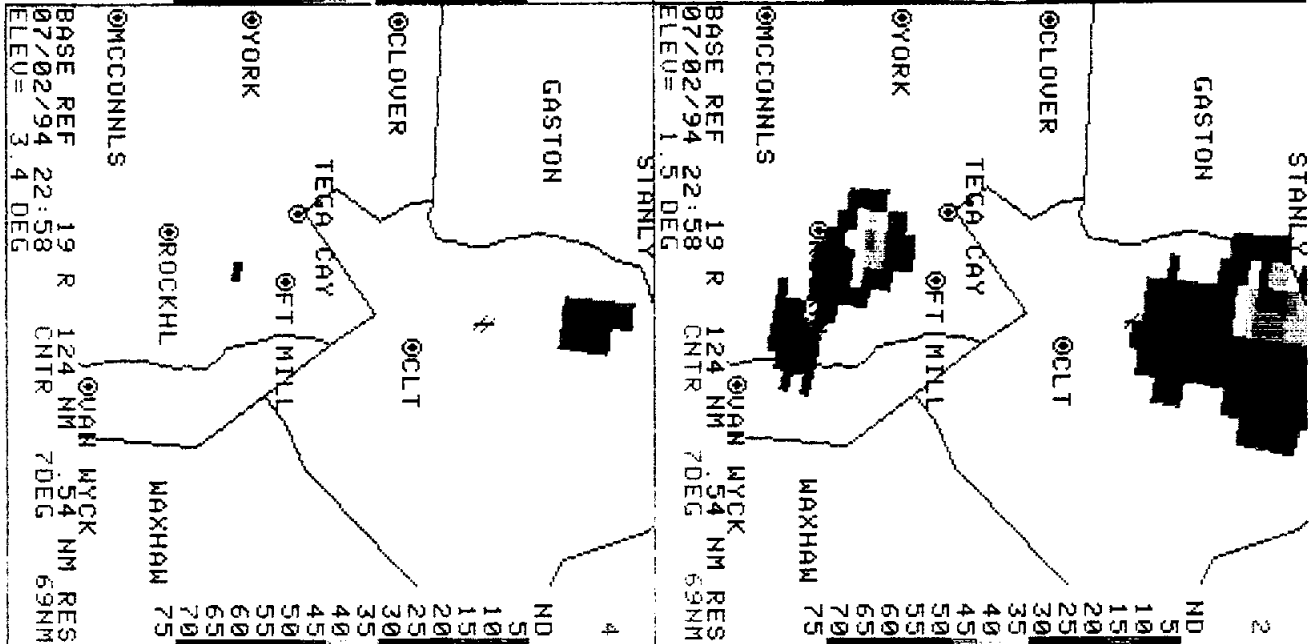 STANLY
2
GASTON
ND
5
10
15
20
25
CLT
CLOVER
30
35
TEGA CAY
40
45
FT MILL
50
55
YORK
60
65
70
75
WAXHAW
MCCONNLS
VAN WYCK
BASE REF 19 R 124 NM .54 NM RES
07/02/94 22:58 CNTR 7DEG 69NM
ELEV= 1.5 DEG
STANLY
4
GASTON
ND
5
10
15
20
25
CLT
CLOVER
30
35
TEGA CAY
40
45
FT MILL
50
55
YORK
60
65
70
75
ROCKHL
WAXHAW
MCCONNLS
VAN WYCK
BASE REF 19 R 124 NM .54 NM RES
07/02/94 22:58 CNTR 7DEG 69NM
ELEV= 3.4 DEG